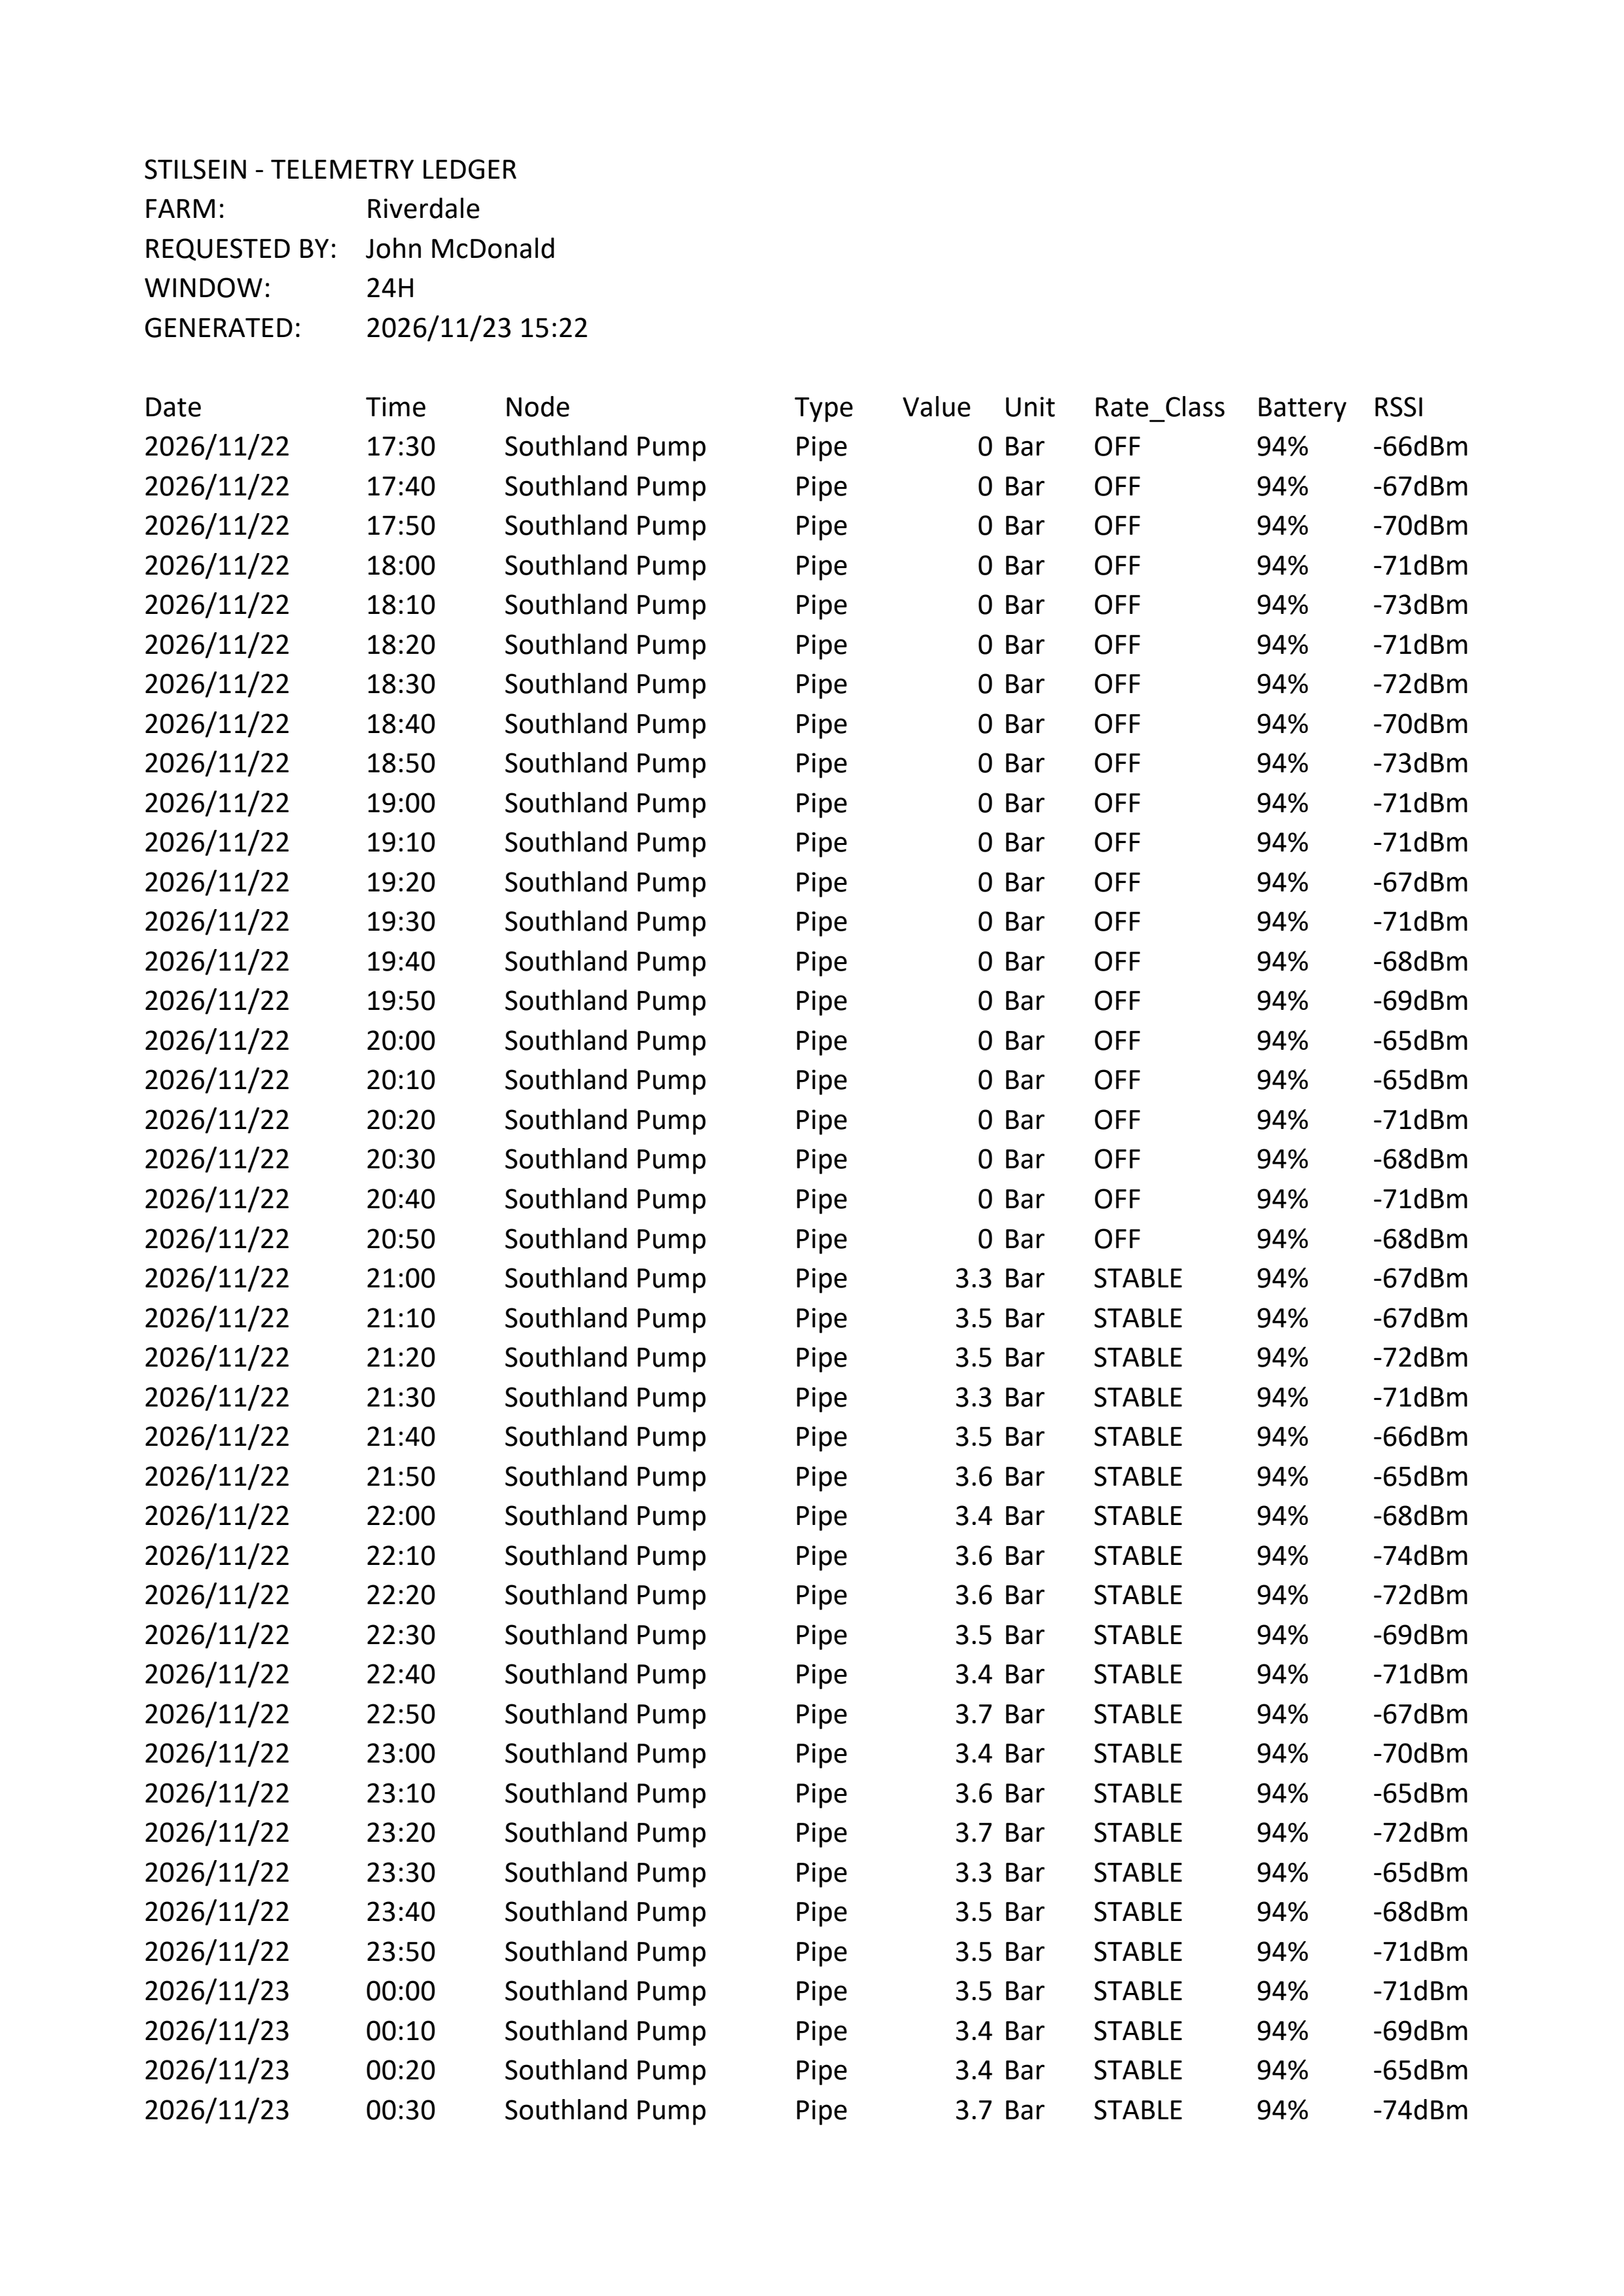 STILSEIN - TELEMETRY LEDGER
FARM: Riverdale
REQUESTED BY: John McDonald
WINDOW: 24H
GENERATED: 2026/11/23 15:22
Date Time Node Type Value Unit Rate_Class Battery RSSI
2026/11/22 17:30 Southland Pump Pipe 0 Bar OFF 94% -66dBm
2026/11/22 17:40 Southland Pump Pipe 0 Bar OFF 94% -67dBm
2026/11/22 17:50 Southland Pump Pipe 0 Bar OFF 94% -70dBm
2026/11/22 18:00 Southland Pump Pipe 0 Bar OFF 94% -71dBm
2026/11/22 18:10 Southland Pump Pipe 0 Bar OFF 94% -73dBm
2026/11/22 18:20 Southland Pump Pipe 0 Bar OFF 94% -71dBm
2026/11/22 18:30 Southland Pump Pipe 0 Bar OFF 94% -72dBm
2026/11/22 18:40 Southland Pump Pipe 0 Bar OFF 94% -70dBm
2026/11/22 18:50 Southland Pump Pipe 0 Bar OFF 94% -73dBm
2026/11/22 19:00 Southland Pump Pipe 0 Bar OFF 94% -71dBm
2026/11/22 19:10 Southland Pump Pipe 0 Bar OFF 94% -71dBm
2026/11/22 19:20 Southland Pump Pipe 0 Bar OFF 94% -67dBm
2026/11/22 19:30 Southland Pump Pipe 0 Bar OFF 94% -71dBm
2026/11/22 19:40 Southland Pump Pipe 0 Bar OFF 94% -68dBm
2026/11/22 19:50 Southland Pump Pipe 0 Bar OFF 94% -69dBm
2026/11/22 20:00 Southland Pump Pipe 0 Bar OFF 94% -65dBm
2026/11/22 20:10 Southland Pump Pipe 0 Bar OFF 94% -65dBm
2026/11/22 20:20 Southland Pump Pipe 0 Bar OFF 94% -71dBm
2026/11/22 20:30 Southland Pump Pipe 0 Bar OFF 94% -68dBm
2026/11/22 20:40 Southland Pump Pipe 0 Bar OFF 94% -71dBm
2026/11/22 20:50 Southland Pump Pipe 0 Bar OFF 94% -68dBm
2026/11/22 21:00 Southland Pump Pipe 3.3 Bar STABLE 94% -67dBm
2026/11/22 21:10 Southland Pump Pipe 3.5 Bar STABLE 94% -67dBm
2026/11/22 21:20 Southland Pump Pipe 3.5 Bar STABLE 94% -72dBm
2026/11/22 21:30 Southland Pump Pipe 3.3 Bar STABLE 94% -71dBm
2026/11/22 21:40 Southland Pump Pipe 3.5 Bar STABLE 94% -66dBm
2026/11/22 21:50 Southland Pump Pipe 3.6 Bar STABLE 94% -65dBm
2026/11/22 22:00 Southland Pump Pipe 3.4 Bar STABLE 94% -68dBm
2026/11/22 22:10 Southland Pump Pipe 3.6 Bar STABLE 94% -74dBm
2026/11/22 22:20 Southland Pump Pipe 3.6 Bar STABLE 94% -72dBm
2026/11/22 22:30 Southland Pump Pipe 3.5 Bar STABLE 94% -69dBm
2026/11/22 22:40 Southland Pump Pipe 3.4 Bar STABLE 94% -71dBm
2026/11/22 22:50 Southland Pump Pipe 3.7 Bar STABLE 94% -67dBm
2026/11/22 23:00 Southland Pump Pipe 3.4 Bar STABLE 94% -70dBm
2026/11/22 23:10 Southland Pump Pipe 3.6 Bar STABLE 94% -65dBm
2026/11/22 23:20 Southland Pump Pipe 3.7 Bar STABLE 94% -72dBm
2026/11/22 23:30 Southland Pump Pipe 3.3 Bar STABLE 94% -65dBm
2026/11/22 23:40 Southland Pump Pipe 3.5 Bar STABLE 94% -68dBm
2026/11/22 23:50 Southland Pump Pipe 3.5 Bar STABLE 94% -71dBm
2026/11/23 00:00 Southland Pump Pipe 3.5 Bar STABLE 94% -71dBm
2026/11/23 00:10 Southland Pump Pipe 3.4 Bar STABLE 94% -69dBm
2026/11/23 00:20 Southland Pump Pipe 3.4 Bar STABLE 94% -65dBm
2026/11/23 00:30 Southland Pump Pipe 3.7 Bar STABLE 94% -74dBm